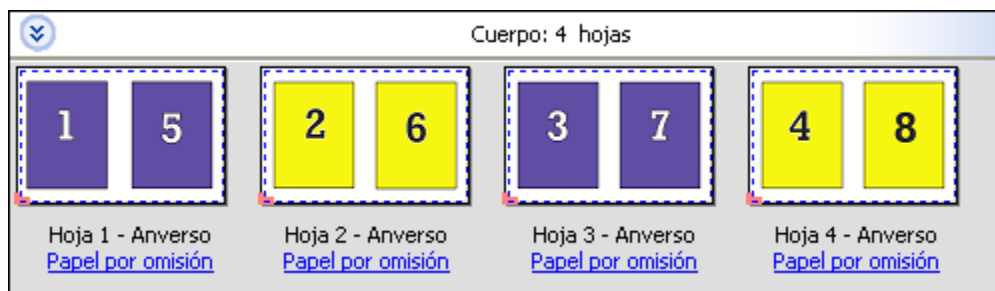 Cuerpo: 4 hojas
1 5 2 6 3 7 4 8
Hoja 1 - Anverso Hoja 2 - Anverso Hoja 3 - Anverso Hoja 4 - Anverso
Papel por omisión Papel por omisión Papel por omisión Papel por omisión